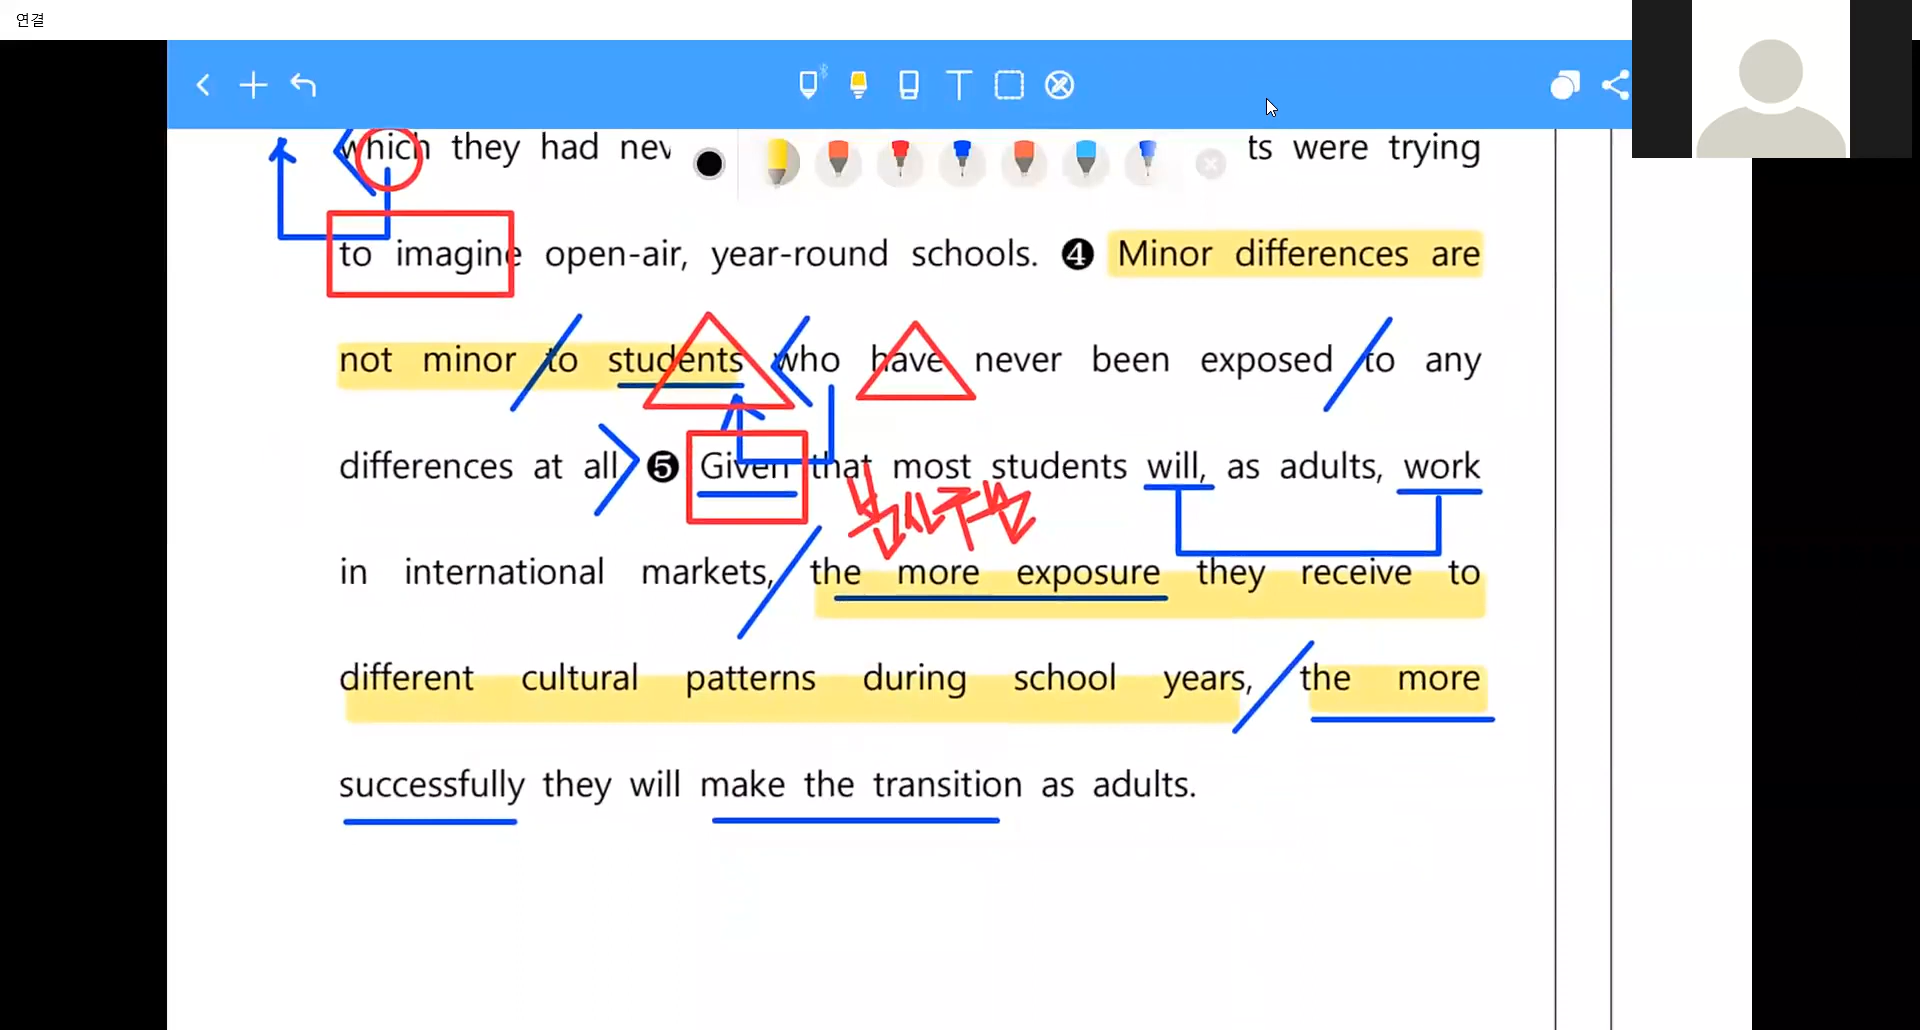 연결
which they had nev ts were trying
to imagine open-air, year-round schools. ❹ Minor differences are
not minor to students who have never been exposed to any
differences at all ❺ Given that most students will, as adults, work
in international markets, the more exposure they receive to
different cultural patterns during school years, the more
successfully they will make the transition as adults.